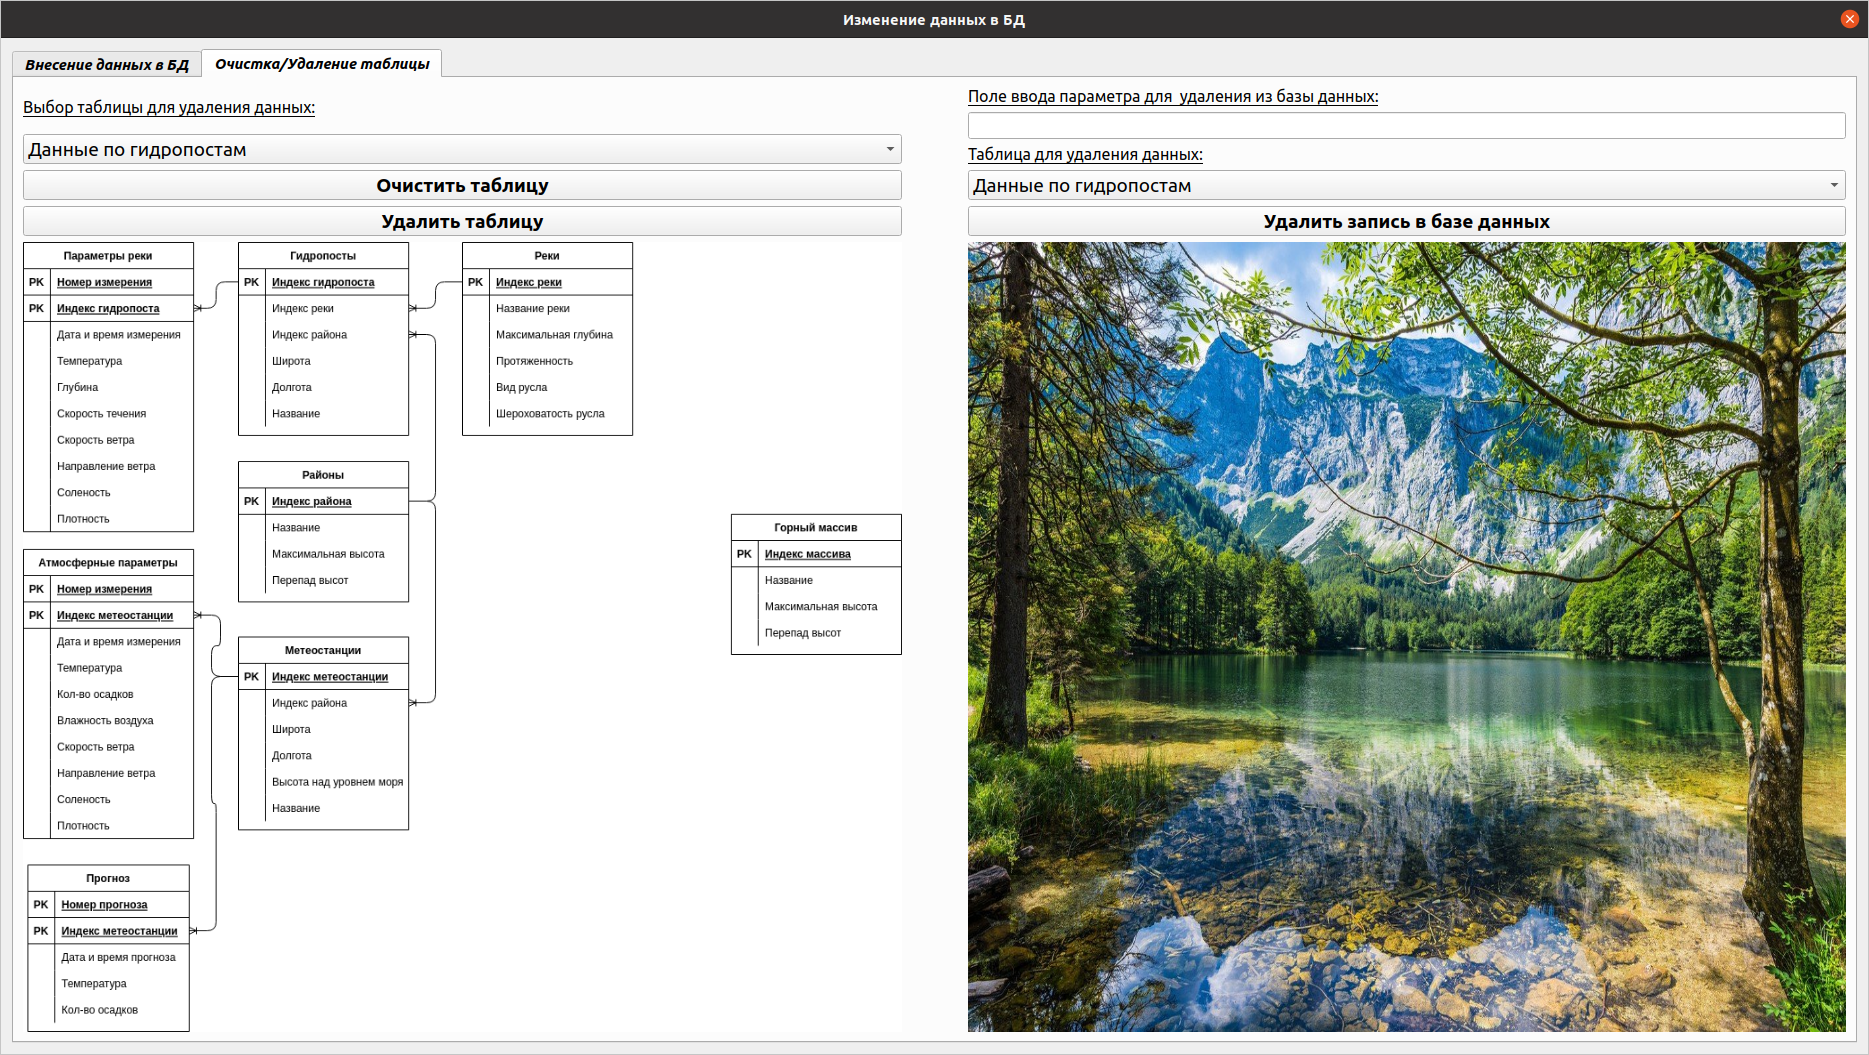 Изменение данных в БД
Внесение данных в БД
Очистка/Удаление таблицы
Выбор таблицы для удаления данных:
Данные по гидропостам
Очистить таблицу
Удалить таблицу
Поле ввода параметра для  удаления из базы данных:
Таблица для удаления данных:
Данные по гидропостам
Удалить запись в базе данных
Параметры реки
PK Номер измерения
PK Индекс гидропоста
Дата и время измерения
Температура
Глубина
Скорость течения
Скорость ветра
Направление ветра
Соленость
Плотность
Гидропосты
PK Индекс гидропоста
Индекс реки
Индекс района
Широта
Долгота
Название
Реки
PK Индекс реки
Название реки
Максимальная глубина
Протяженность
Вид русла
Шероховатость русла
Районы
PK Индекс района
Название
Максимальная высота
Перепад высот
Горный массив
PK Индекс массива
Название
Максимальная высота
Перепад высот
Атмосферные параметры
PK Номер измерения
PK Индекс метеостанции
Дата и время измерения
Температура
Кол-во осадков
Влажность воздуха
Скорость ветра
Направление ветра
Соленость
Плотность
Метеостанции
PK Индекс метеостанции
Индекс района
Широта
Долгота
Высота над уровнем моря
Название
Прогноз
PK Номер прогноза
PK Индекс метеостанции
Дата и время прогноза
Температура
Кол-во осадков